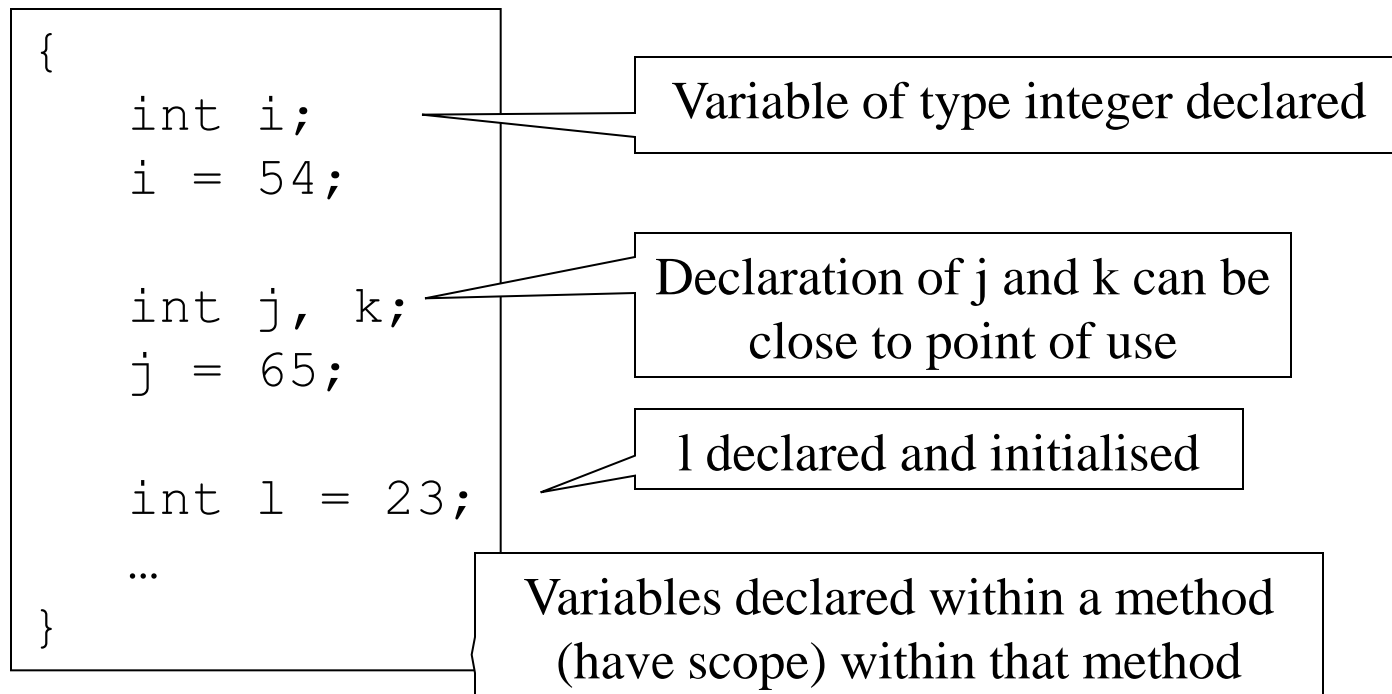 {
int i;
i = 54;
int j, k;
j = 65;
int l = 23;
…
}
Variable of type integer declared
Declaration of j and k can be
close to point of use
l declared and initialised
Variables declared within a method
(have scope) within that method